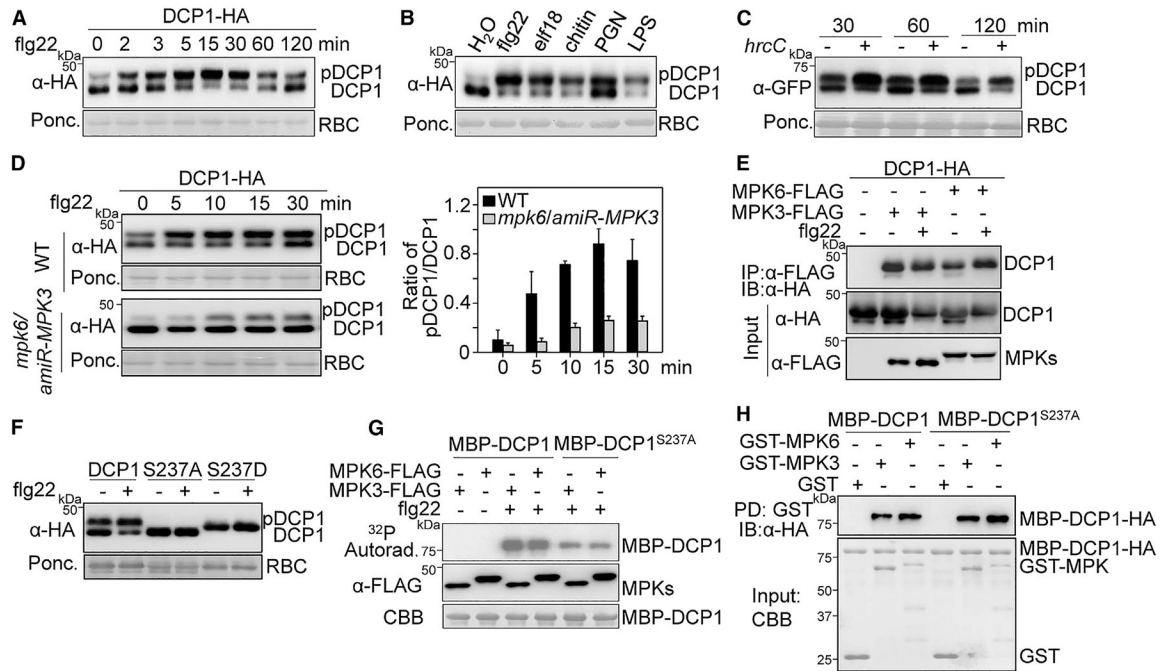 A
DCP1-HA
flg22 0 2 3 5 15 30 60 120 min
kDa
50
α-HA
pDCP1
DCP1
Ponc.
RBC
B
H2O flg22 elf18 chitin PGN LPS
kDa
50
α-HA
pDCP1
DCP1
Ponc.
RBC
C
30 60 120 min
hrcC - + - + - +
kDa
75
α-GFP
pDCP1
DCP1
Ponc.
RBC
D
DCP1-HA
flg22 0 5 10 15 30 min
kDa
50
WT
α-HA
pDCP1
DCP1
Ponc.
RBC
mpk6/
amiR-MPK3
50
α-HA
pDCP1
DCP1
Ponc.
RBC
Ratio of
pDCP1/DCP1
1.2
0.8
0.4
0
WT
mpk6/amiR-MPK3
0 5 10 15 30 min
E
DCP1-HA
MPK6-FLAG - - - + +
MPK3-FLAG - + + - -
flg22 - - + - +
kDa
50
IP:α-FLAG
IB:α-HA
DCP1
Input
50
α-HA
DCP1
50
α-FLAG
MPKs
F
DCP1 S237A S237D
flg22 - + - + - +
kDa
50
α-HA
pDCP1
DCP1
Ponc.
RBC
G
MBP-DCP1 MBP-DCP1S237A
MPK6-FLAG - + - + - +
MPK3-FLAG + - + - + -
flg22 - - + + + +
kDa
32P
Autorad.
75
MBP-DCP1
50
α-FLAG
MPKs
CBB
MBP-DCP1
H
MBP-DCP1 MBP-DCP1S237A
GST-MPK6 - - + - - +
GST-MPK3 - + - - + -
GST + - - + - -
kDa
PD: GST
IB:α-HA
75
MBP-DCP1-HA
Input:
CBB
75
50
37
25
MBP-DCP1-HA
GST-MPK
GST